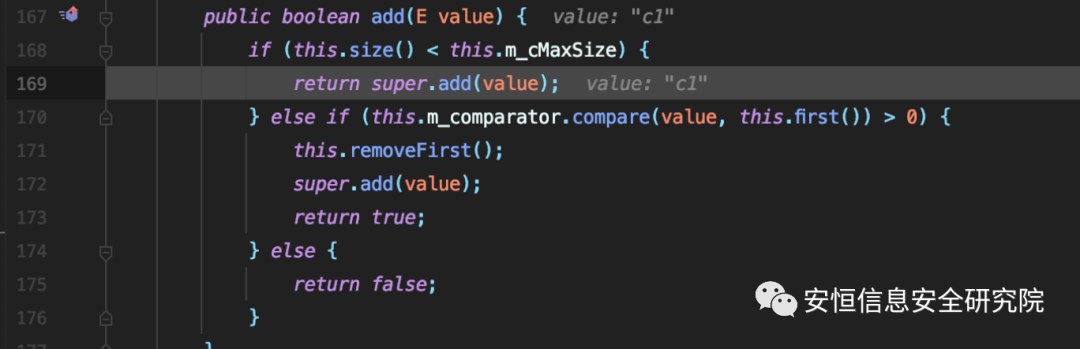 167 public boolean add(E value) { value: "c1"
168 if (this.size() < this.m_cMaxSize) {
169 return super.add(value); value: "c1"
170 } else if (this.m_comparator.compare(value, this.first()) > 0) {
171 this.removeFirst();
172 super.add(value);
173 return true;
174 } else {
175 return false;
176 }
177 }
安恒信息安全研究院